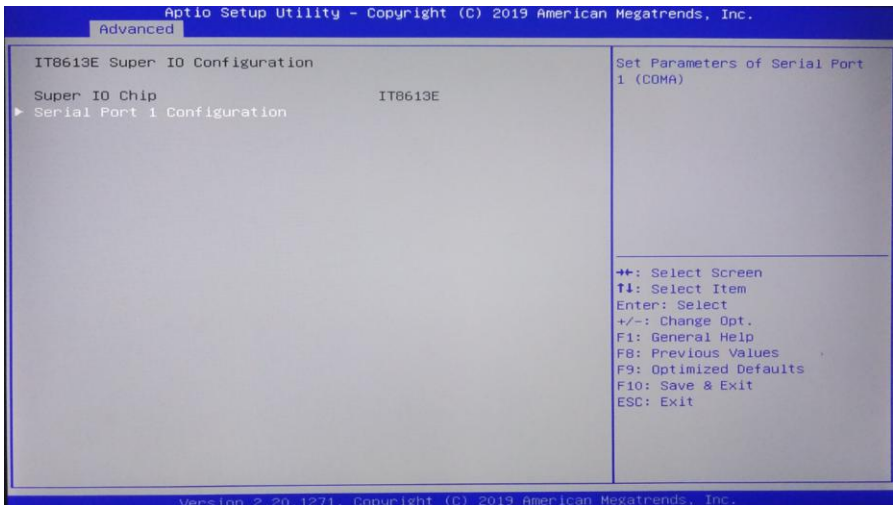 Aptio Setup Utility – Copyright (C) 2019 American Megatrends, Inc.
Advanced
IT8613E Super IO Configuration
Super IO Chip IT8613E
► Serial Port 1 Configuration
Set Parameters of Serial Port
1 (COMA)
→←: Select Screen
↑↓: Select Item
Enter: Select
+/-: Change Opt.
F1: General Help
F8: Previous Values
F9: Optimized Defaults
F10: Save & Exit
ESC: Exit
Version 2.20.1271. Copyright (C) 2019 American Megatrends, Inc.